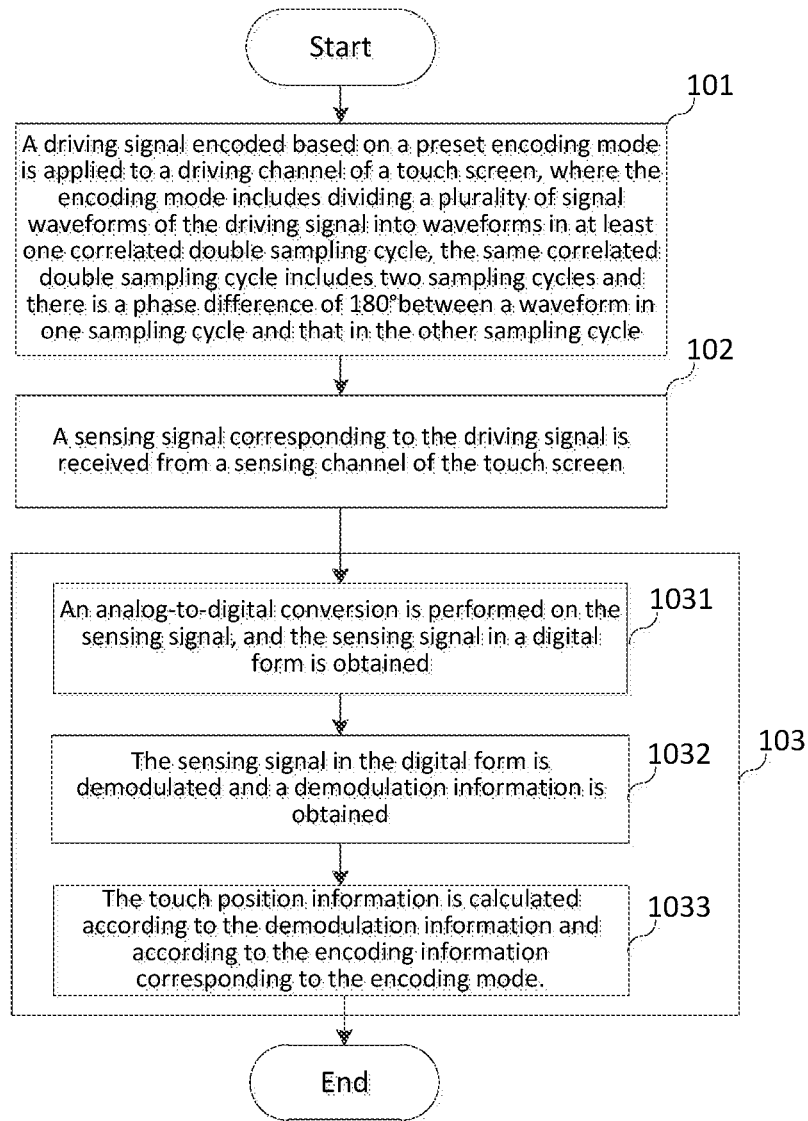 Start
101
A driving signal encoded based on a preset encoding mode
is applied to a driving channel of a touch screen, where the
encoding mode includes dividing a plurality of signal
waveforms of the driving signal into waveforms in at least
one correlated double sampling cycle, the same correlated
double sampling cycle includes two sampling cycles and
there is a phase difference of 180°between a waveform in
one sampling cycle and that in the other sampling cycle
102
A sensing signal corresponding to the driving signal is
received from a sensing channel of the touch screen
1031
An analog-to-digital conversion is performed on the
sensing signal, and the sensing signal in a digital
form is obtained
1032
103
The sensing signal in the digital form is
demodulated and a demodulation information is
obtained
1033
The touch position information is calculated
according to the demodulation information and
according to the encoding information
corresponding to the encoding mode.
End